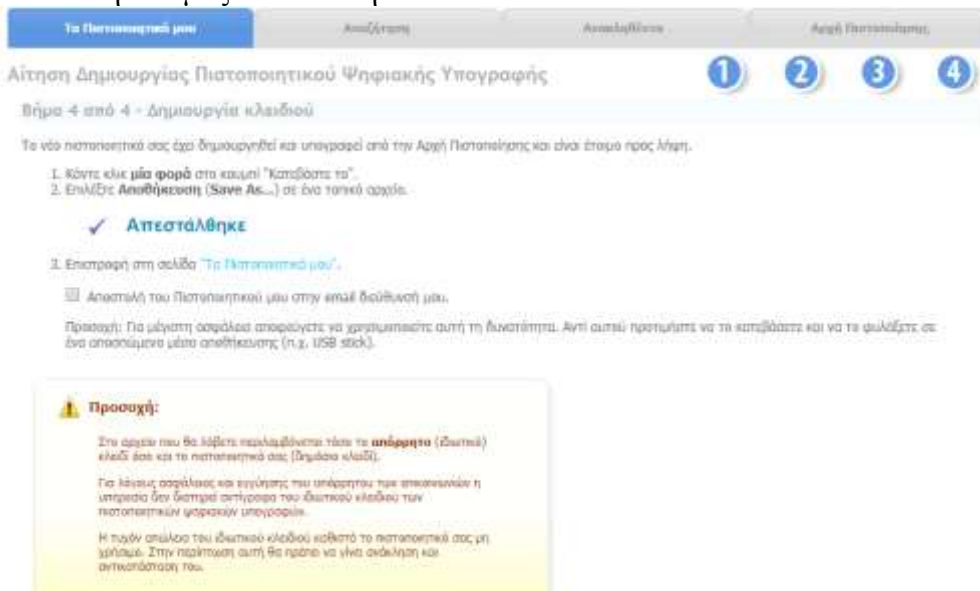 Τα Πιστοποιητικά μου Αναζήτηση Ανακληθέντα Αρχή Πιστοποίησης
Αίτηση Δημιουργίας Πιστοποιητικού Ψηφιακής Υπογραφής 1 2 3 4
Βήμα 4 από 4 - Δημιουργία κλειδιού
Το νέο πιστοποιητικό σας έχει δημιουργηθεί και υπογραφεί από την Αρχή Πιστοποίησης και είναι έτοιμο προς λήψη.
1. Κάντε κλικ μία φορά στο κουμπί "Κατεβάστε το".
2. Επιλέξτε Αποθήκευση (Save As...) σε ένα τοπικό αρχείο.
✓ Απεστάλθηκε
3. Επιστροφή στη σελίδα "Τα Πιστοποιητικά μου".
Αποστολή του Πιστοποιητικού μου στην email διεύθυνσή μου.
Προσοχή: Για μέγιστη ασφάλεια αποφεύγετε να χρησιμοποιείτε αυτή τη δυνατότητα. Αντί αυτού προτιμήστε να το κατεβάσετε και να το φυλάξετε σε
ένα αποσπώμενο μέσο αποθήκευσης (π.χ. USB stick).
Προσοχή:
Στο αρχείο που θα λάβετε περιλαμβάνεται τόσο το απόρρητο (ιδιωτικό)
κλειδί όσο και το πιστοποιητικό σας (δημόσιο κλειδί).
Για λόγους ασφάλειας και εγγύησης του απόρρητου των επικοινωνιών η
υπηρεσία δεν διατηρεί αντίγραφα του ιδιωτικού κλειδιού των
πιστοποιητικών ψηφιακών υπογραφών.
Η τυχόν απώλεια του ιδιωτικού κλειδιού καθιστά το πιστοποιητικό σας μη
χρήσιμο. Στην περίπτωση αυτή θα πρέπει να γίνει ανάκληση και
αντικατάσταση του.